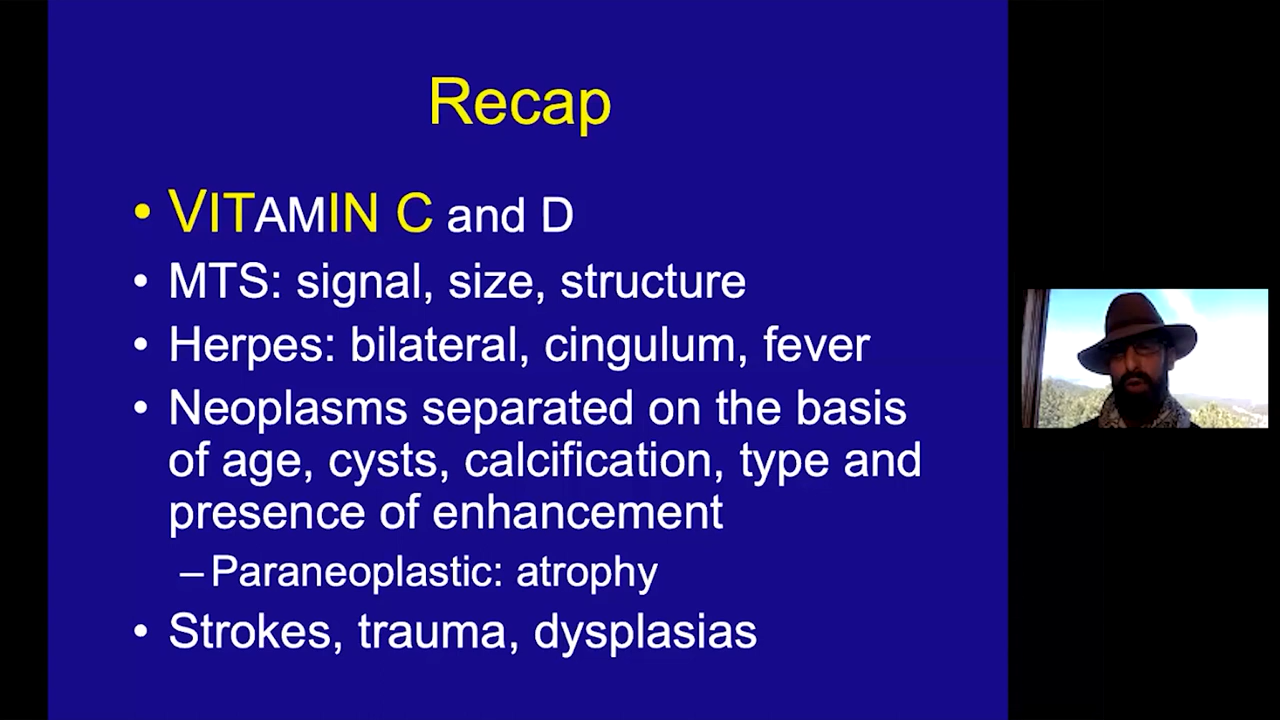 Recap
• VITAMIN C and D
• MTS: signal, size, structure
• Herpes: bilateral, cingulum, fever
• Neoplasms separated on the basis
of age, cysts, calcification, type and
presence of enhancement
–Paraneoplastic: atrophy
• Strokes, trauma, dysplasias